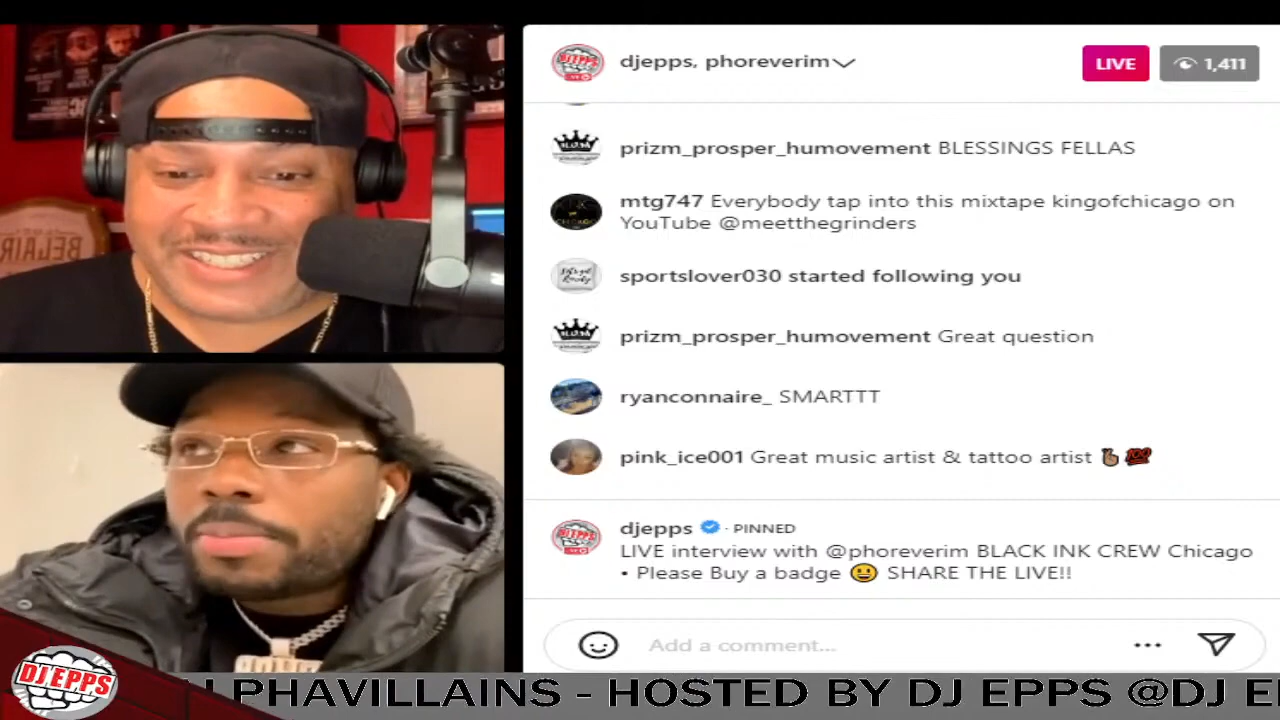 djepps, phoreverim
LIVE
1,411
prizm_prosper_humovement BLESSINGS FELLAS
mtg747 Everybody tap into this mixtape kingofchicago on
YouTube @meetthegrinders
sportslover030 started following you
prizm_prosper_humovement Great question
ryanconnaire_ SMARTTT
pink_ice001 Great music artist & tattoo artist 💯
djepps · PINNED
LIVE interview with @phoreverim BLACK INK CREW Chicago
• Please Buy a badge 😃 SHARE THE LIVE!!
Add a comment...
BELAIR
DJ EPPS
PHAVILLAINS - HOSTED BY DJ EPPS @DJ E